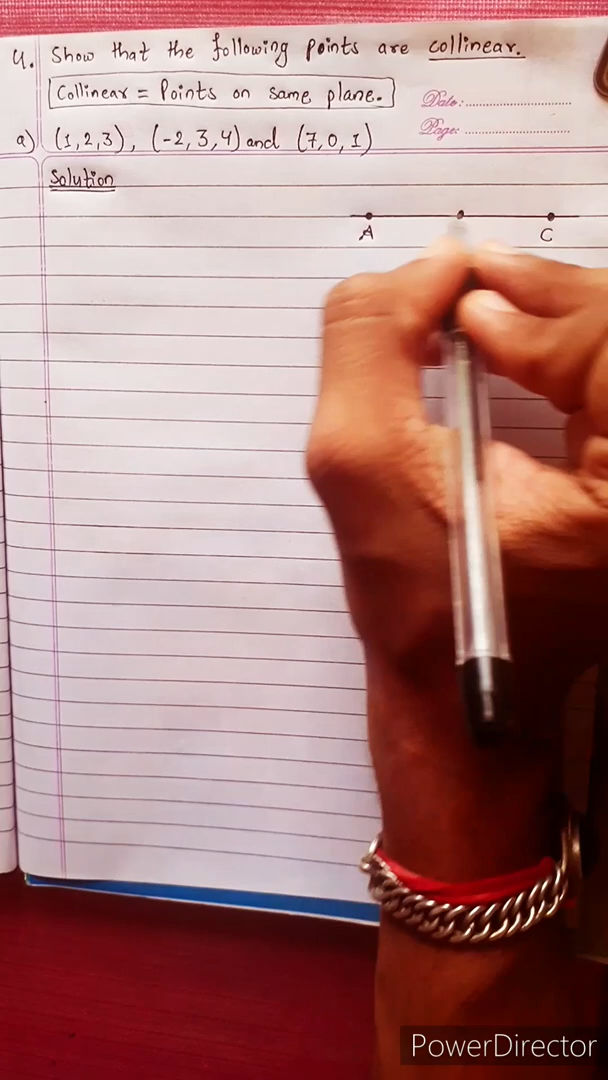 4. Show that the following points are collinear.
Collinear = Points on same plane.
Date:
Page:
a) (1,2,3), (-2,3,4) and (7,0,1)
Solution
A C
PowerDirector